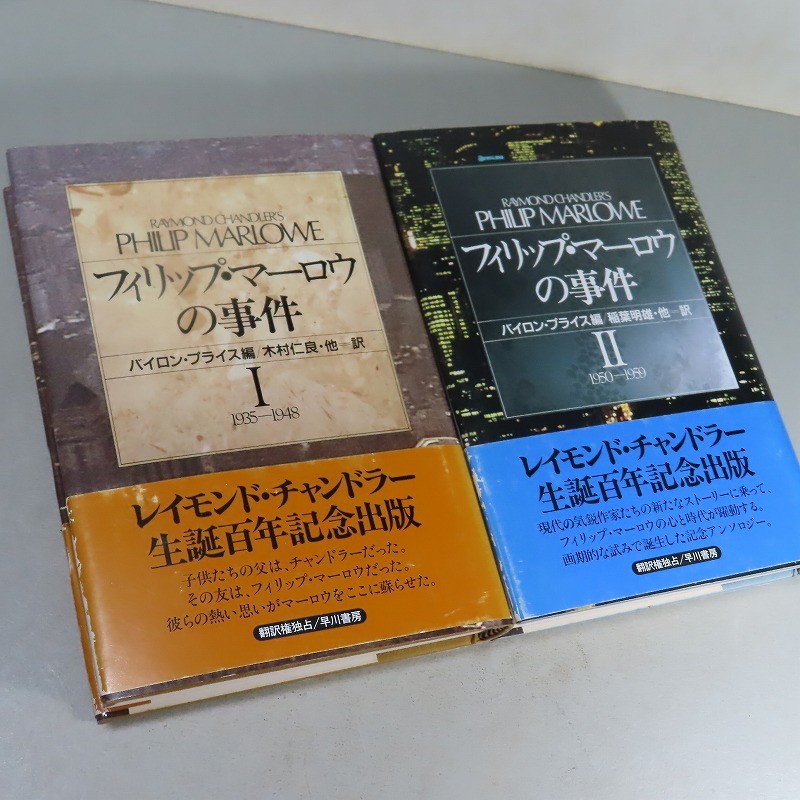 RAYMOND CHANDLER'S
PHILIP MARLOWE
フィリップ・マーロウ
の事件
バイロン・プライス編/木村仁良・他＝訳
I
1935—1948
レイモンド・チャンドラー
生誕百年記念出版
子供たちの父は、チャンドラーだった。
その友は、フィリップ・マーロウだった。
彼らの熱い思いがマーロウをここに蘇らせた。
翻訳権独占/早川書房
RAYMOND CHANDLER'S
PHILIP MARLOWE
フィリップ・マーロウ
の事件
バイロン・プライス編/稲葉明雄・他＝訳
II
1950—1959
レイモンド・チャンドラー
生誕百年記念出版
現代の気鋭作家たちの新たなストーリーに乗って、
フィリップ・マーロウの心と時代が躍動する。
画期的な試みで誕生した記念アンソロジー。
翻訳権独占/早川書房